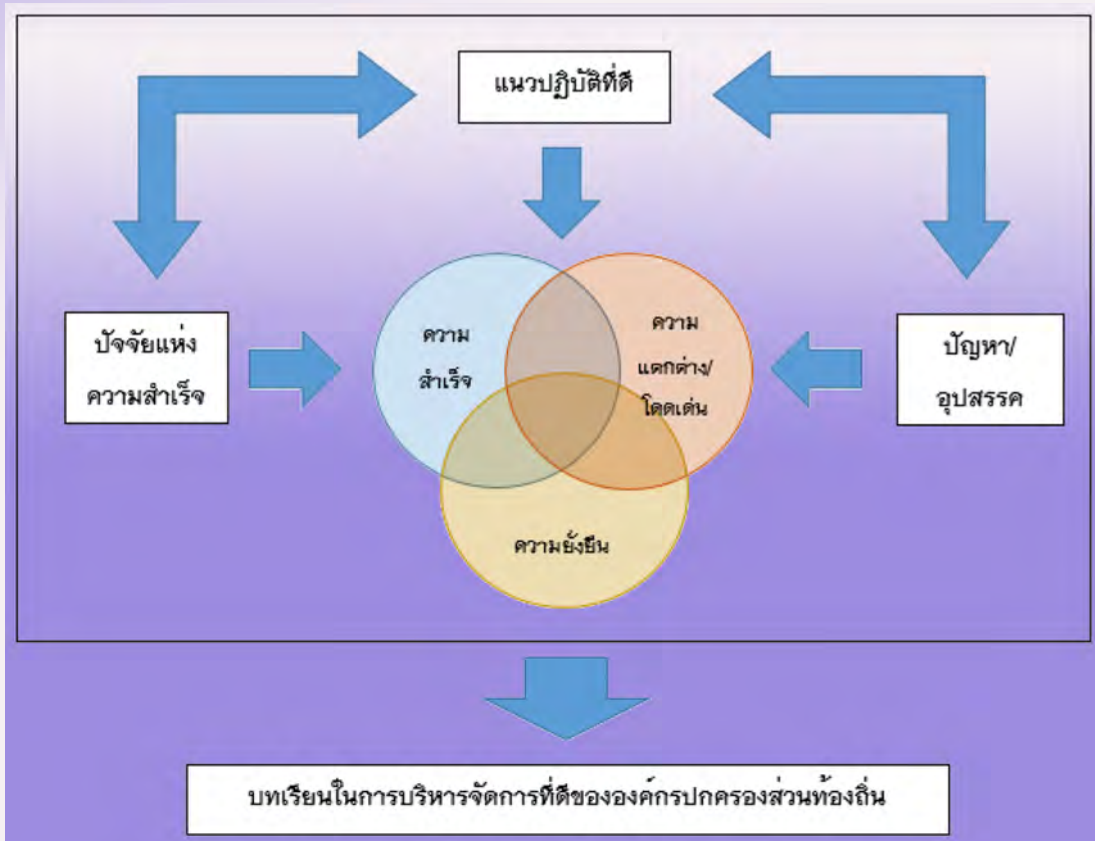 แนวปฏิบัติที่ดี
ปัจจัยแห่ง
ความสำเร็จ
ความ
สำเร็จ
ความ
แตกต่าง/
โดดเด่น
ปัญหา/
อุปสรรค
ความยั่งยืน
บทเรียนในการบริหารจัดการที่ดีขององค์กรปกครองส่วนท้องถิ่น